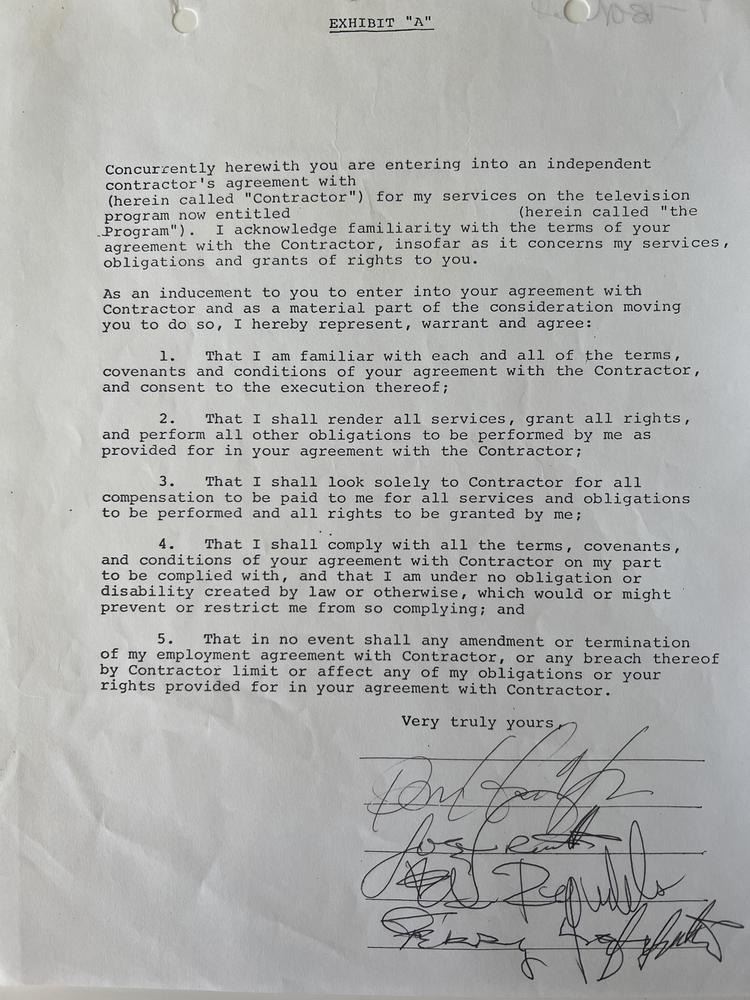 EXHIBIT "A"
Concurrently herewith you are entering into an independent
contractor's agreement with
(herein called "Contractor") for my services on the television
program now entitled (herein called "the
Program"). I acknowledge familiarity with the terms of your
agreement with the Contractor, insofar as it concerns my services,
obligations and grants of rights to you.
As an inducement to you to enter into your agreement with
Contractor and as a material part of the consideration moving
you to do so, I hereby represent, warrant and agree:
1. That I am familiar with each and all of the terms,
covenants and conditions of your agreement with the Contractor,
and consent to the execution thereof;
2. That I shall render all services, grant all rights,
and perform all other obligations to be performed by me as
provided for in your agreement with the Contractor;
3. That I shall look solely to Contractor for all
compensation to be paid to me for all services and obligations
to be performed and all rights to be granted by me;
4. That I shall comply with all the terms, covenants,
and conditions of your agreement with Contractor on my part
to be complied with, and that I am under no obligation or
disability created by law or otherwise, which would or might
prevent or restrict me from so complying; and
5. That in no event shall any amendment or termination
of my employment agreement with Contractor, or any breach thereof
by Contractor limit or affect any of my obligations or your
rights provided for in your agreement with Contractor.
Very truly yours,
Reynolds